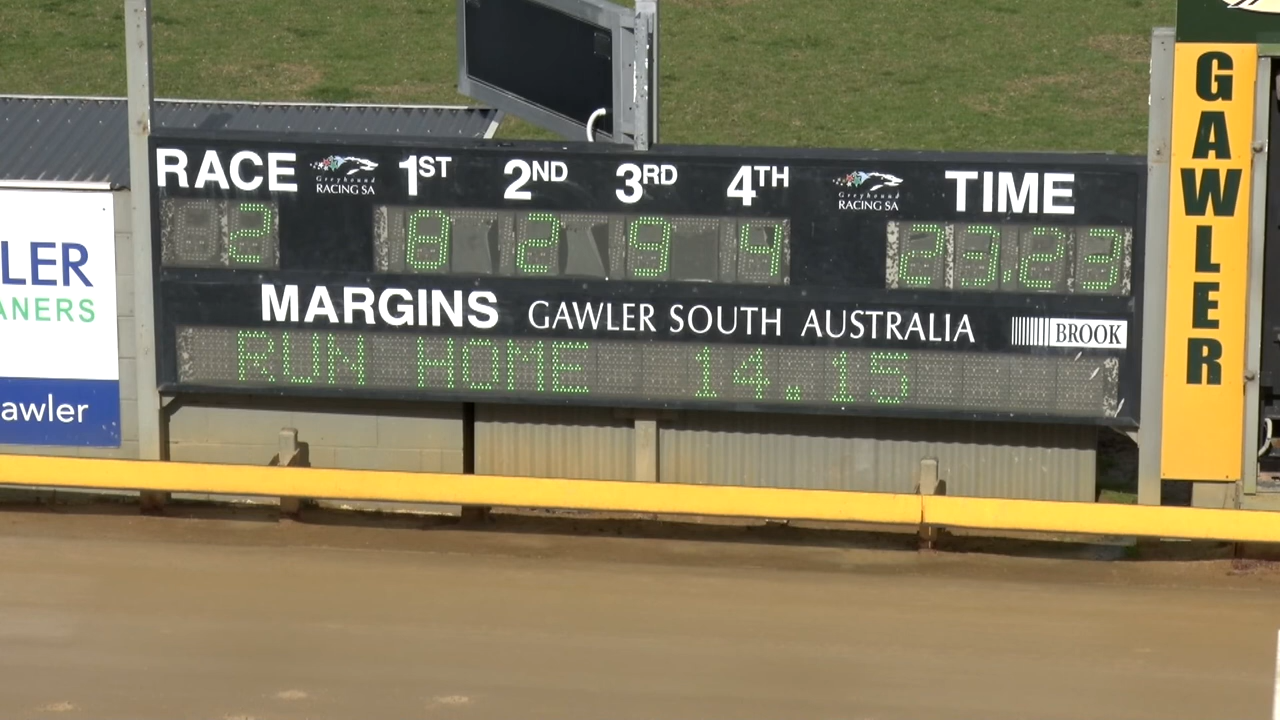 RACE Greyhound RACING SA 1ST 2ND 3RD 4TH Greyhound RACING SA TIME
2 8 2 9 4 23.23
MARGINS GAWLER SOUTH AUSTRALIA BROOK
RUN HOME 14.15
LER
ANERS
awler
GAWLER